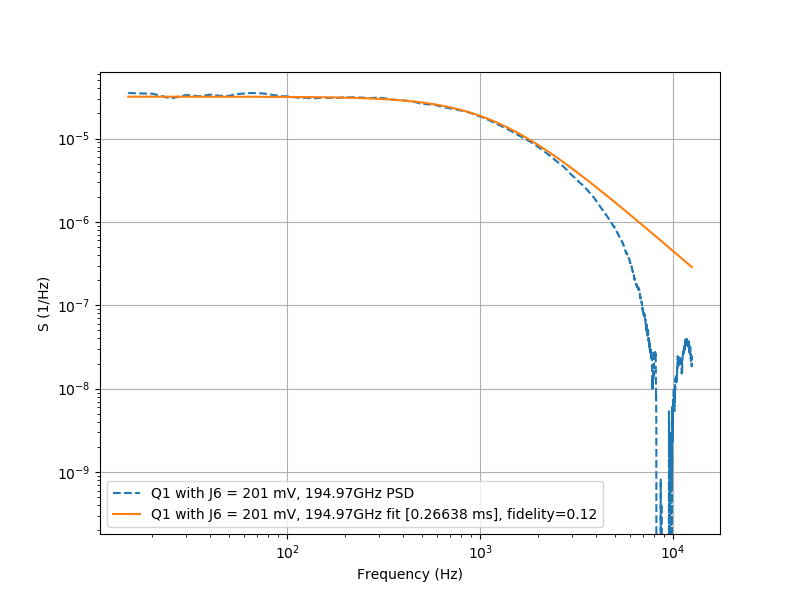 S (1/Hz)
10⁻⁵
10⁻⁶
10⁻⁷
10⁻⁸
10⁻⁹
Q1 with J6 = 201 mV, 194.97GHz PSD
Q1 with J6 = 201 mV, 194.97GHz fit [0.26638 ms], fidelity=0.12
10²
10³
10⁴
Frequency (Hz)